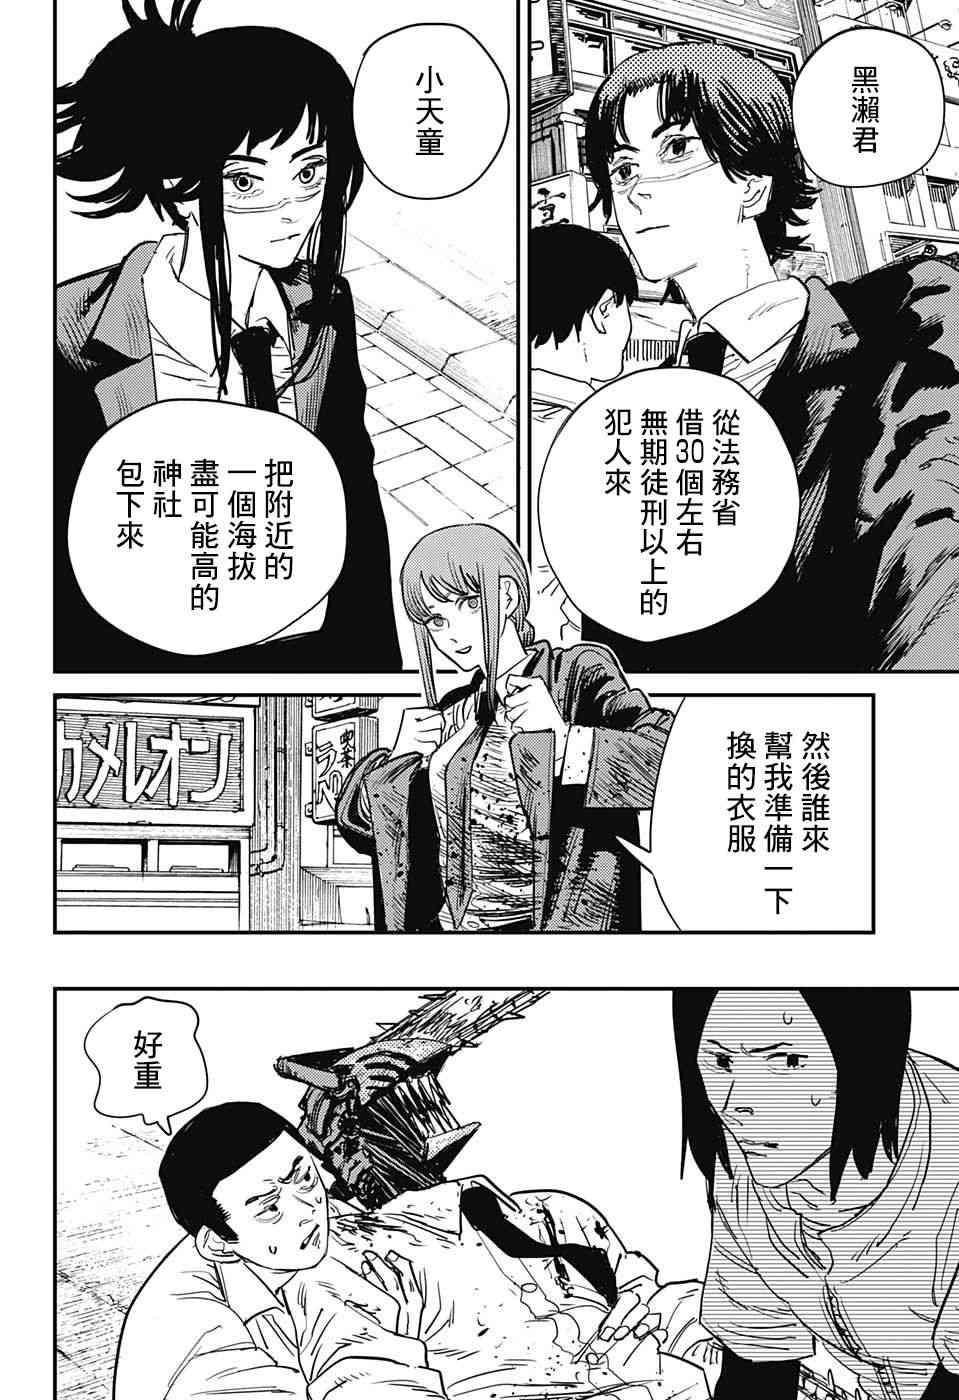 黑瀨君
從法務省
借30個左右
無期徒刑以上的
犯人來
小天童
把附近的
一個海拔
盡可能高的
神社
包下來
然後誰來
幫我準備一下
換的衣服
カメレオン
喫茶
好重